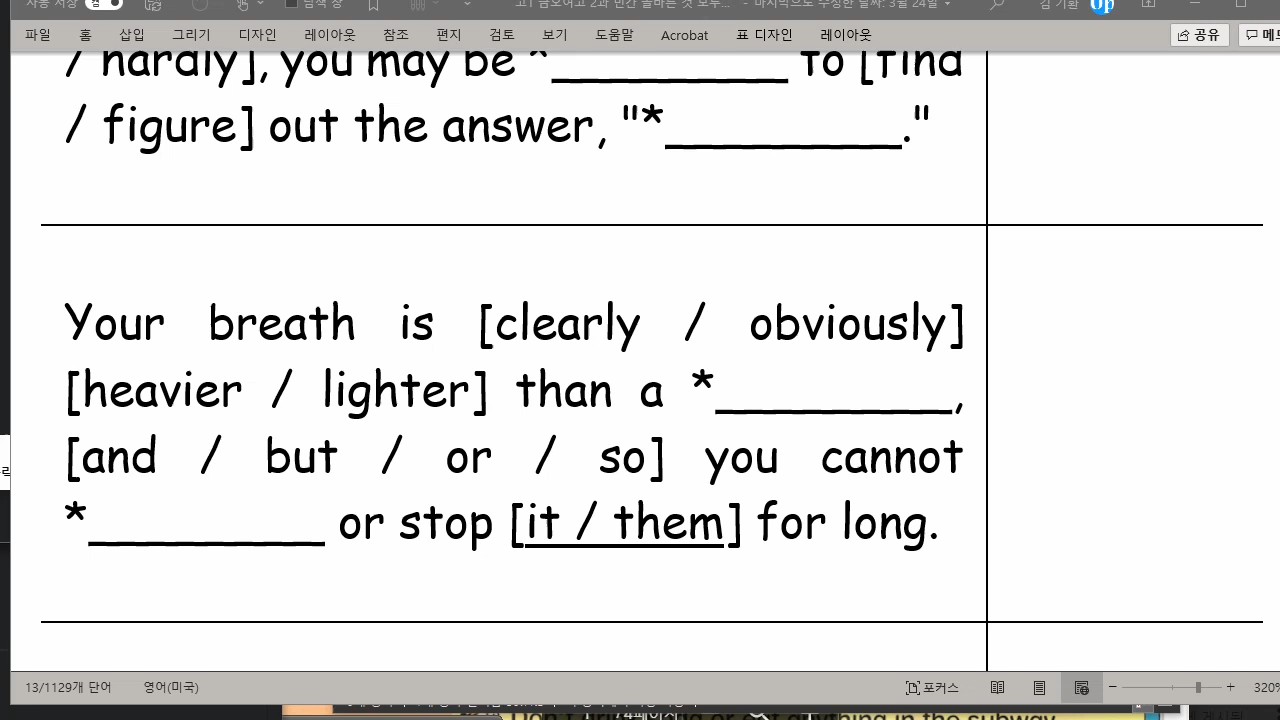 자동 저장
파일 홈 삽입 그리기 디자인 레이아웃 참조 편지 검토 보기 도움말 Acrobat 표 디자인 레이아웃 공유
/ hardly], you may be *_________ to [find
/ figure] out the answer, "*_________."
Your breath is [clearly / obviously]
[heavier / lighter] than a *_________,
[and / but / or / so] you cannot
*_________ or stop [it / them] for long.
13/1129개 단어 영어(미국) 포커스 320%